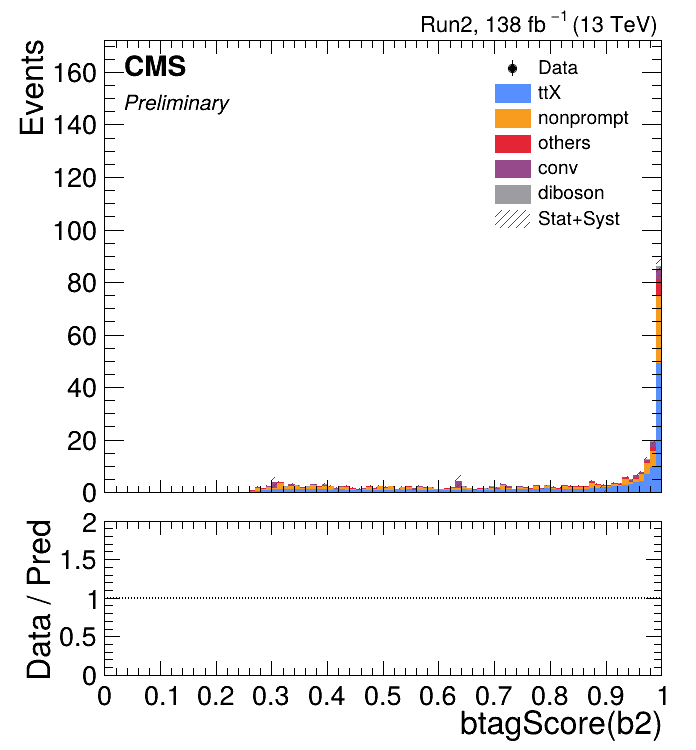 Run2, 138 fb⁻¹ (13 TeV)
CMS
Preliminary
Events
160
140
120
100
80
60
40
20
0
Data
ttX
nonprompt
others
conv
diboson
Stat+Syst
Data / Pred
2
1.5
1
0.5
0
0 0.1 0.2 0.3 0.4 0.5 0.6 0.7 0.8 0.9 1
btagScore(b2)